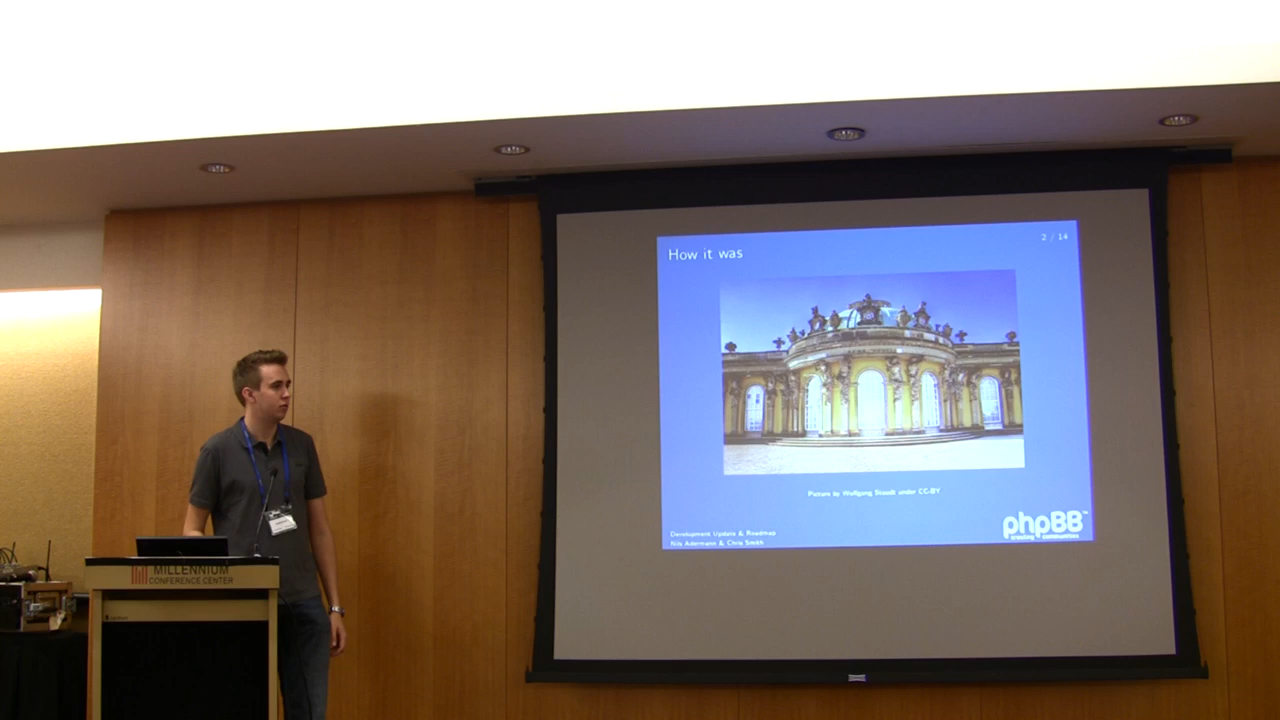 How it was
2 / 14
Picture by Wolfgang Staudt under CC-BY
Development Update & Roadmap
Nils Adermann & Chris Smith
phpBB™
creating communities
MILLENNIUM
CONFERENCE CENTER